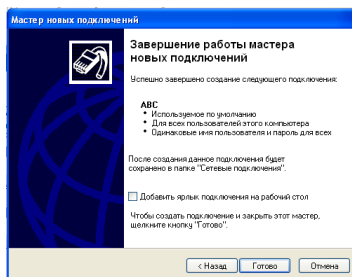 Мастер новых подключений
Завершение работы мастера
новых подключений
Успешно завершено создание следующего подключения:
ABC
• Используемое по умолчанию
• Для всех пользователей этого компьютера
• Одинаковые имя пользователя и пароль для всех
После создания данное подключение будет
сохранено в папке "Сетевые подключения".
Добавить ярлык подключения на рабочий стол
Чтобы создать подключение и закрыть этот мастер,
щелкните кнопку "Готово".
< Назад
Готово
Отмена